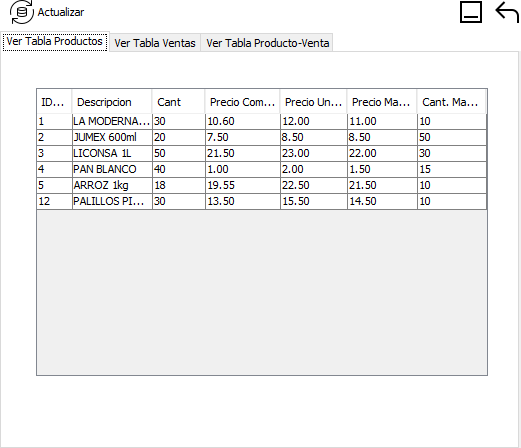 Actualizar
Ver Tabla Productos Ver Tabla Ventas Ver Tabla Producto-Venta
ID... Descripcion Cant Precio Com... Precio Un... Precio Ma... Cant. Ma...
1 LA MODERNA... 30 10.60 12.00 11.00 10
2 JUMEX 600ml 20 7.50 8.50 8.50 50
3 LICONSA 1L 50 21.50 23.00 22.00 30
4 PAN BLANCO 40 1.00 2.00 1.50 15
5 ARROZ 1kg 18 19.55 22.50 21.50 10
12 PALILLOS PI... 30 13.50 15.50 14.50 10